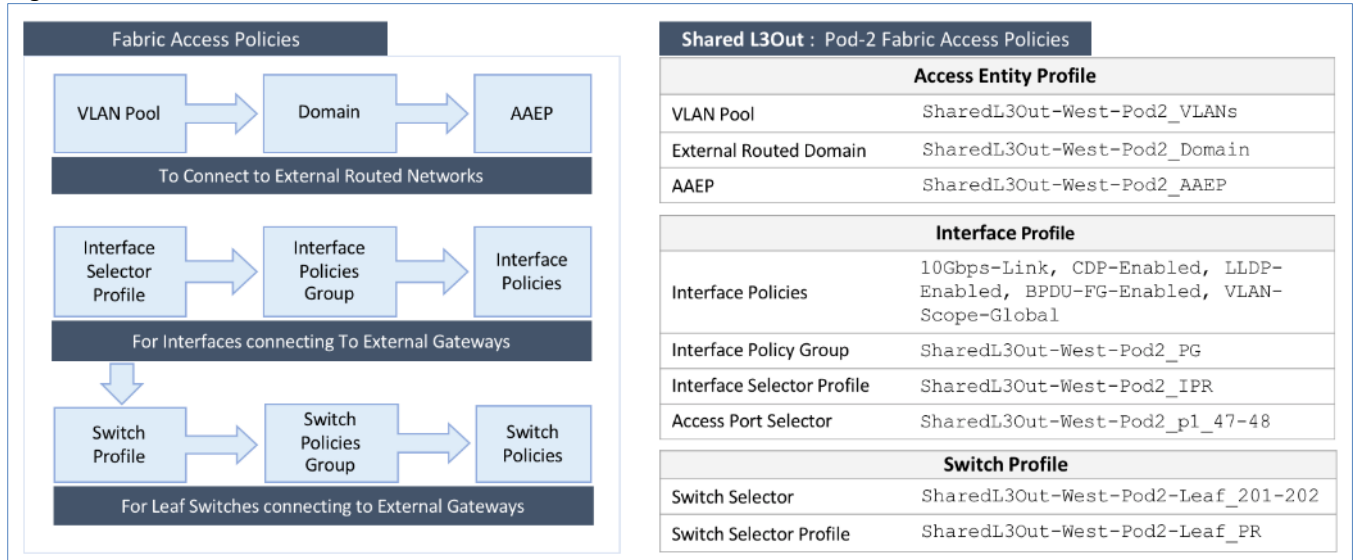 Fabric Access Policies
VLAN Pool
Domain
AAEP
To Connect to External Routed Networks
Interface
Selector
Profile
Interface
Policies
Group
Interface
Policies
For Interfaces connecting To External Gateways
Switch
Profile
Switch
Policies
Group
Switch
Policies
For Leaf Switches connecting to External Gateways
Shared L3Out : Pod-2 Fabric Access Policies
Access Entity Profile
VLAN Pool SharedL3Out-West-Pod2_VLANs
External Routed Domain SharedL3Out-West-Pod2_Domain
AAEP SharedL3Out-West-Pod2_AAEP
Interface Profile
Interface Policies 10Gbps-Link, CDP-Enabled, LLDP-
Enabled, BPDU-FG-Enabled, VLAN-
Scope-Global
Interface Policy Group SharedL3Out-West-Pod2_PG
Interface Selector Profile SharedL3Out-West-Pod2_IPR
Access Port Selector SharedL3Out-West-Pod2_p1_47-48
Switch Profile
Switch Selector SharedL3Out-West-Pod2-Leaf_201-202
Switch Selector Profile SharedL3Out-West-Pod2-Leaf_PR